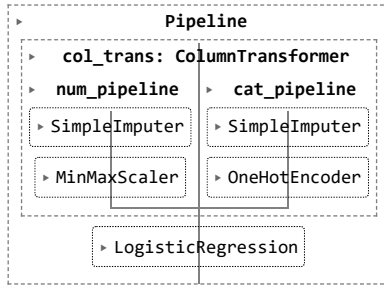 Pipeline
col_trans: ColumnTransformer
num_pipeline
cat_pipeline
SimpleImputer
SimpleImputer
MinMaxScaler
OneHotEncoder
LogisticRegression